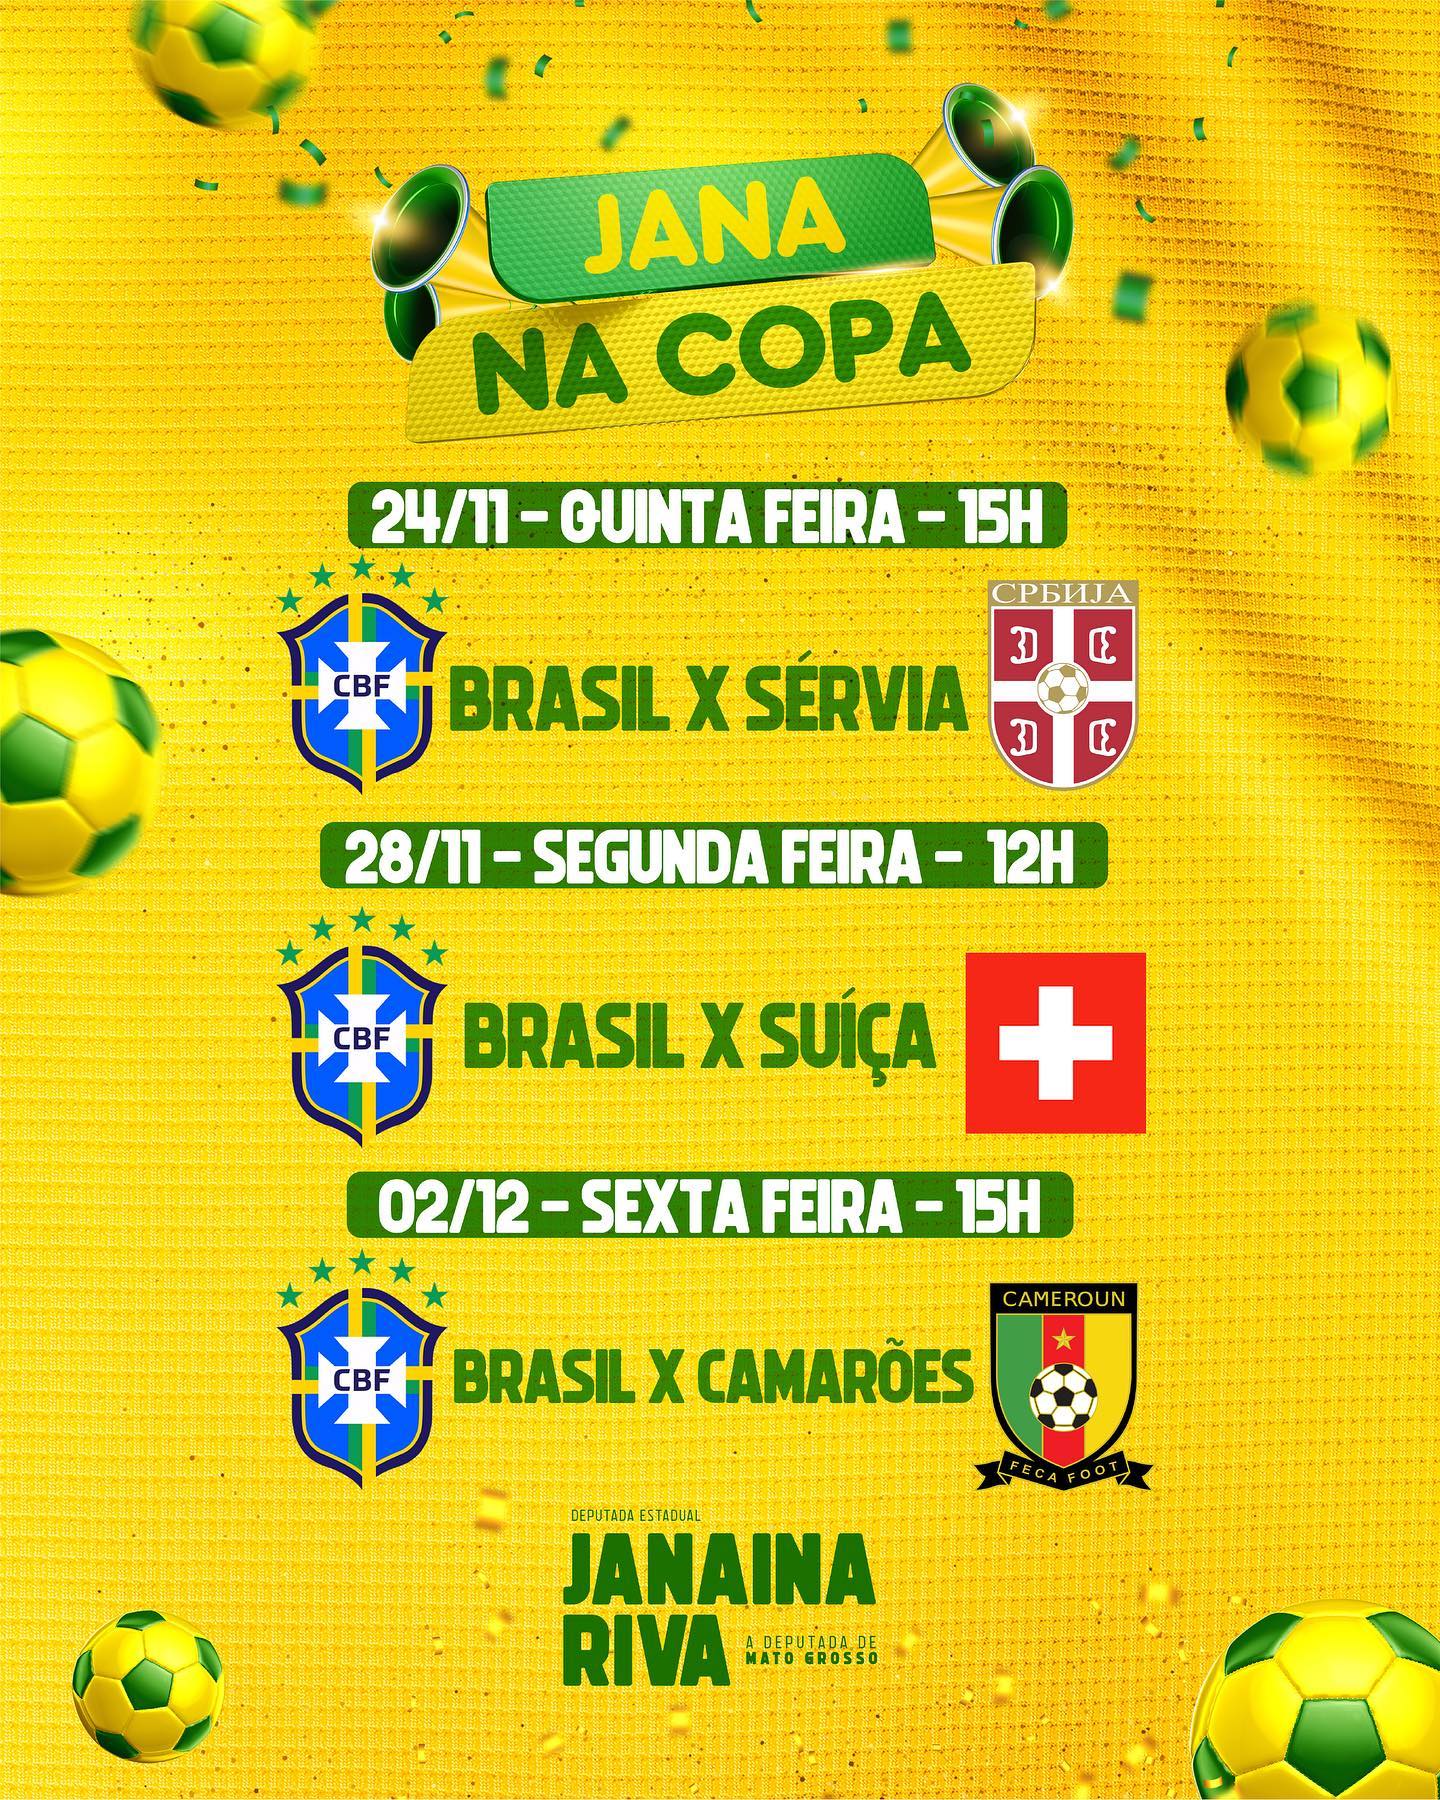 JANA
NA COPA
24/11 - QUINTA FEIRA - 15H
CBF
BRASIL X SÉRVIA
СРБИЈА
28/11 - SEGUNDA FEIRA - 12H
CBF
BRASIL X SUÍÇA
02/12 - SEXTA FEIRA - 15H
CBF
BRASIL X CAMARÕES
CAMEROUN
FECA FOOT
DEPUTADA ESTADUAL
JANAINA
RIVA
A DEPUTADA DE
MATO GROSSO